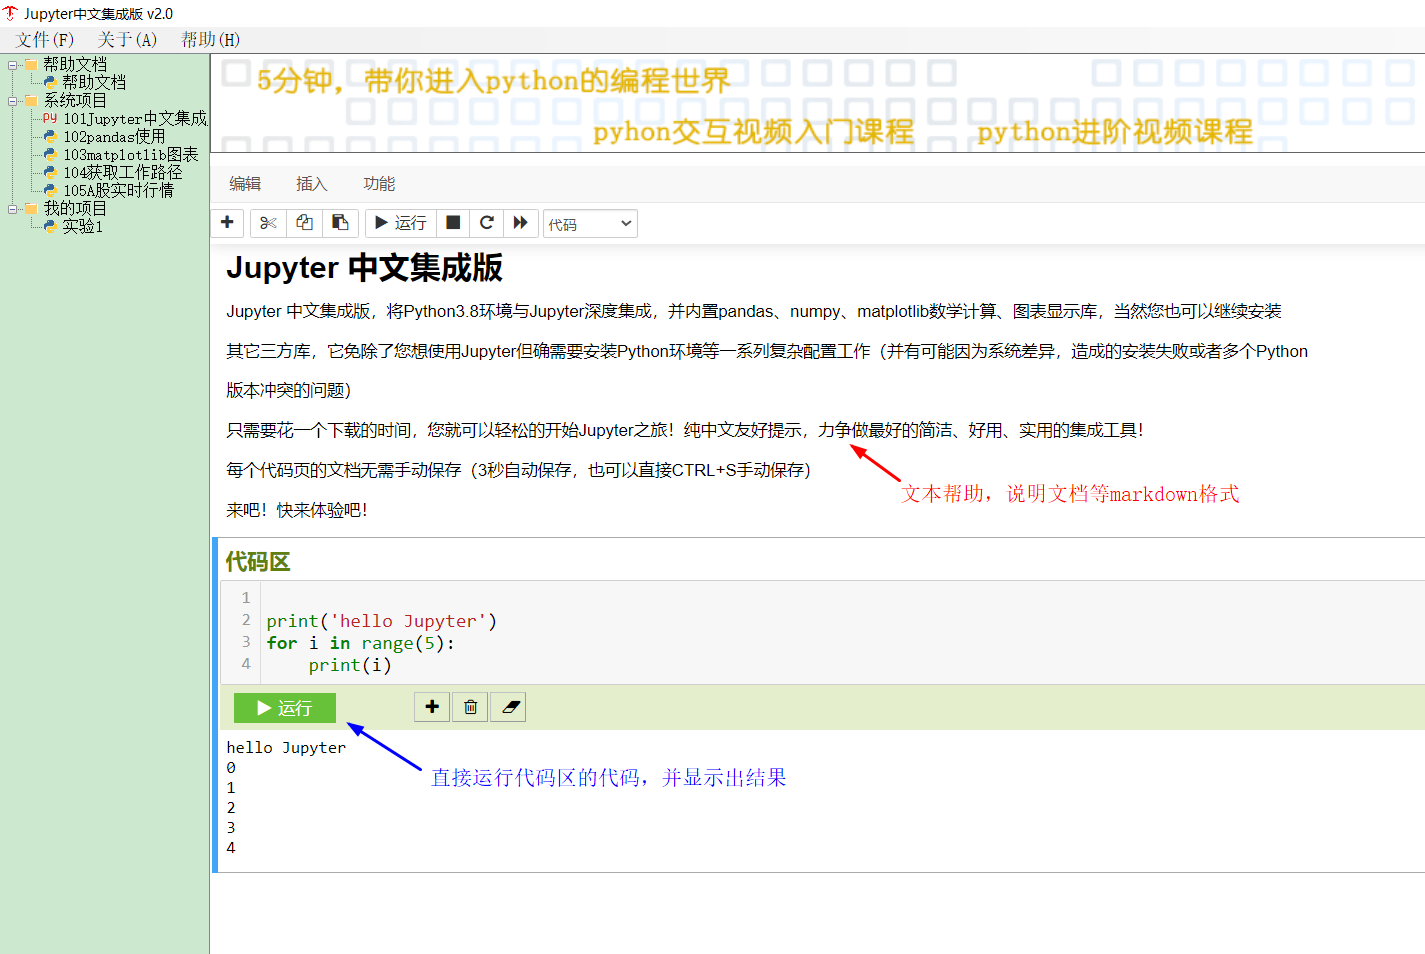 Jupyter中文集成版 v2.0
文件(F) 关于(A) 帮助(H)
帮助文档
帮助文档
系统项目
101Jupyter中文集成
102pandas使用
103matplotlib图表
104获取工作路径
105A股实时行情
我的项目
实验1
5分钟，带你进入python的编程世界
pyhon交互视频入门课程 python进阶视频课程
编辑 插入 功能
运行 代码
Jupyter 中文集成版
Jupyter 中文集成版，将Python3.8环境与Jupyter深度集成，并内置pandas、numpy、matplotlib数学计算、图表显示库，当然您也可以继续安装
其它三方库，它免除了您想使用Jupyter但确需要安装Python环境等一系列复杂配置工作（并有可能因为系统差异，造成的安装失败或者多个Python
版本冲突的问题）
只需要花一个下载的时间，您就可以轻松的开始Jupyter之旅！纯中文友好提示，力争做最好的简洁、好用、实用的集成工具！
每个代码页的文档无需手动保存（3秒自动保存，也可以直接CTRL+S手动保存）
文本帮助，说明文档等markdown格式
来吧！快来体验吧！
代码区
1
2 print('hello Jupyter')
3 for i in range(5):
4 print(i)
运行
hello Jupyter
0
直接运行代码区的代码，并显示出结果
1
2
3
4